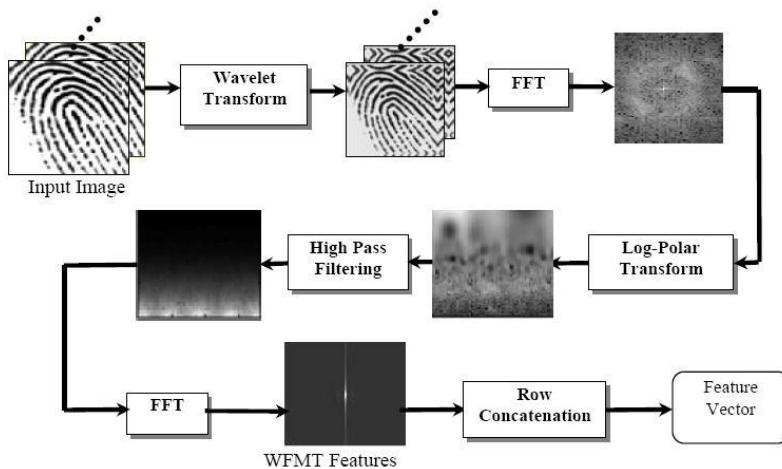 Wavelet
Transform
FFT
Input Image
High Pass
Filtering
Log-Polar
Transform
FFT
WFMT Features
Row
Concatenation
Feature
Vector